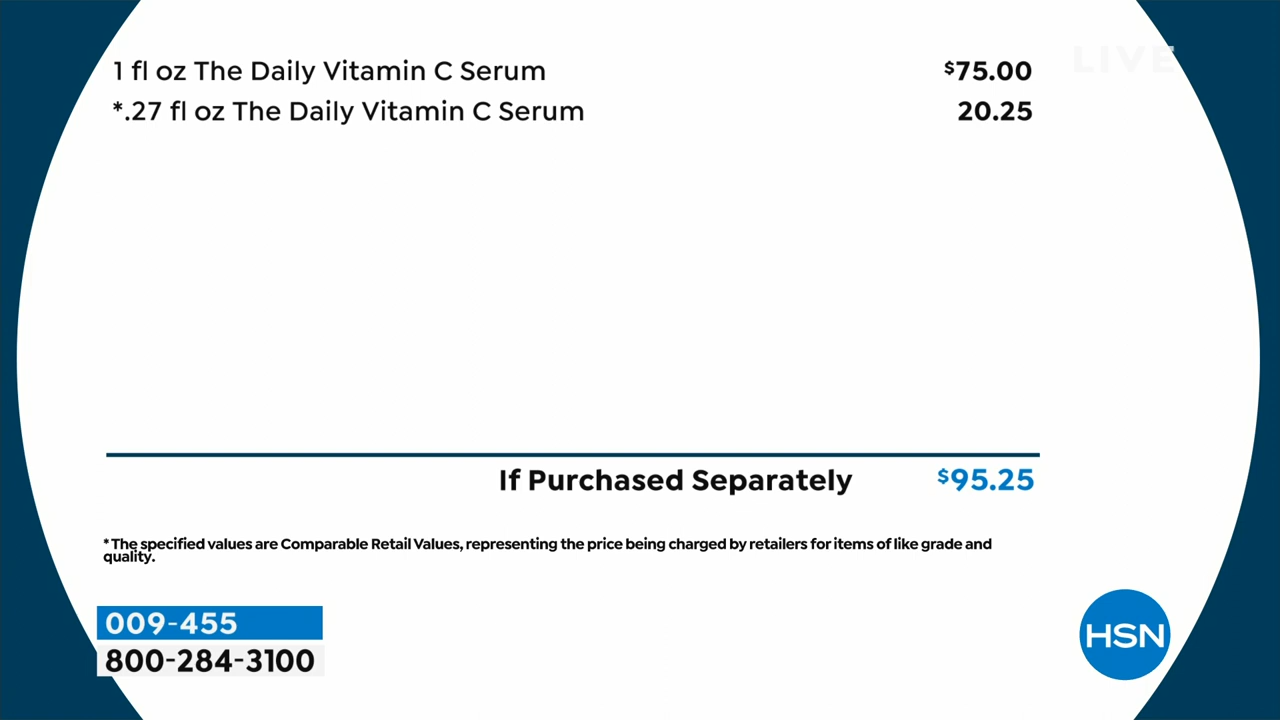 LIVE
1 fl oz The Daily Vitamin C Serum $75.00
*.27 fl oz The Daily Vitamin C Serum 20.25
If Purchased Separately $95.25
*The specified values are Comparable Retail Values, representing the price being charged by retailers for items of like grade and
quality.
009-455
800-284-3100
HSN